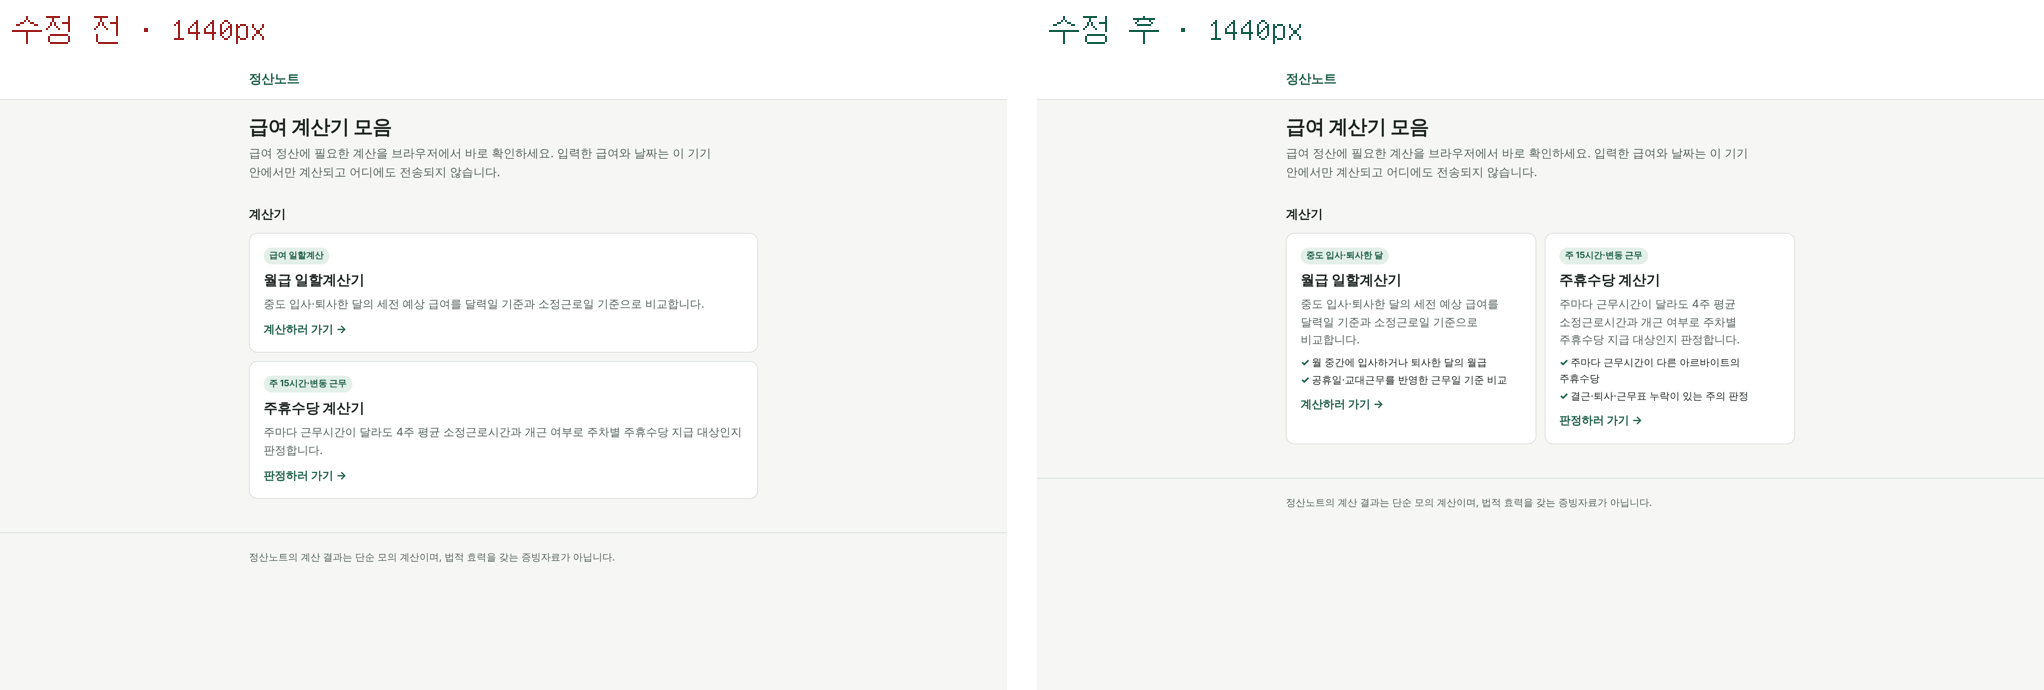 수정 전 · 1440px
정산노트
급여 계산기 모음
급여 정산에 필요한 계산을 브라우저에서 바로 확인하세요. 입력한 급여와 날짜는 이 기기
안에서만 계산되고 어디에도 전송되지 않습니다.
계산기
급여 일할계산
월급 일할계산기
중도 입사·퇴사한 달의 세전 예상 급여를 달력일 기준과 소정근로일 기준으로 비교합니다.
계산하러 가기 →
주 15시간·변동 근무
주휴수당 계산기
주마다 근무시간이 달라도 4주 평균 소정근로시간과 개근 여부로 주차별 주휴수당 지급 대상인지
판정합니다.
판정하러 가기 →
정산노트의 계산 결과는 단순 모의 계산이며, 법적 효력을 갖는 증빙자료가 아닙니다.
수정 후 · 1440px
정산노트
급여 계산기 모음
급여 정산에 필요한 계산을 브라우저에서 바로 확인하세요. 입력한 급여와 날짜는 이 기기
안에서만 계산되고 어디에도 전송되지 않습니다.
계산기
중도 입사·퇴사한 달
월급 일할계산기
중도 입사·퇴사한 달의 세전 예상 급여를
달력일 기준과 소정근로일 기준으로
비교합니다.
✓ 월 중간에 입사하거나 퇴사한 달의 월급
✓ 공휴일·교대근무를 반영한 근무일 기준 비교
계산하러 가기 →
주 15시간·변동 근무
주휴수당 계산기
주마다 근무시간이 달라도 4주 평균
소정근로시간과 개근 여부로 주차별
주휴수당 지급 대상인지 판정합니다.
✓ 주마다 근무시간이 다른 아르바이트의
주휴수당
✓ 결근·퇴사·근무표 누락이 있는 주의 판정
판정하러 가기 →
정산노트의 계산 결과는 단순 모의 계산이며, 법적 효력을 갖는 증빙자료가 아닙니다.